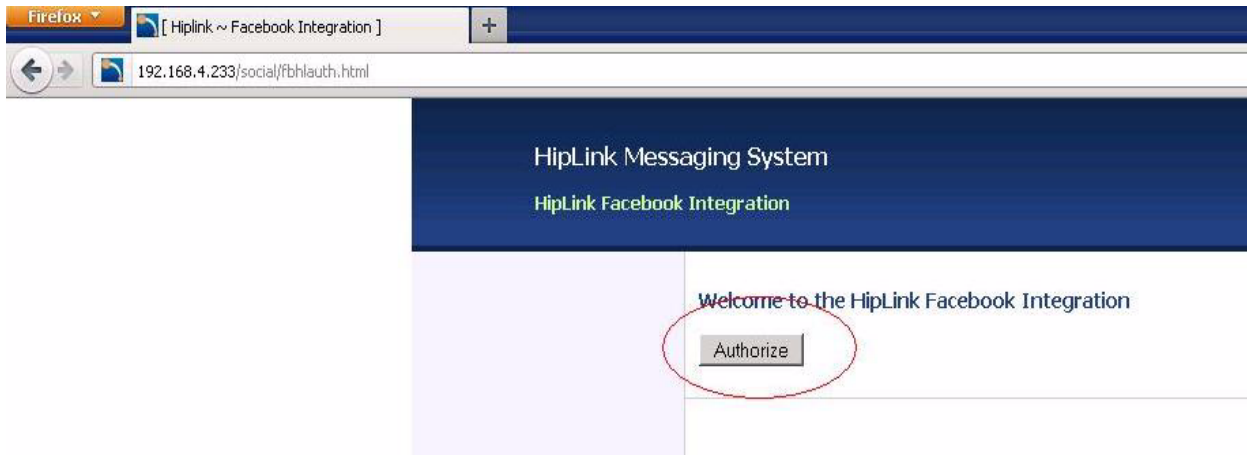 Firefox
[ Hiplink ~ Facebook Integration ]
192.168.4.233/social/fbhlauth.html
HipLink Messaging System
HipLink Facebook Integration
Welcome to the HipLink Facebook Integration
Authorize